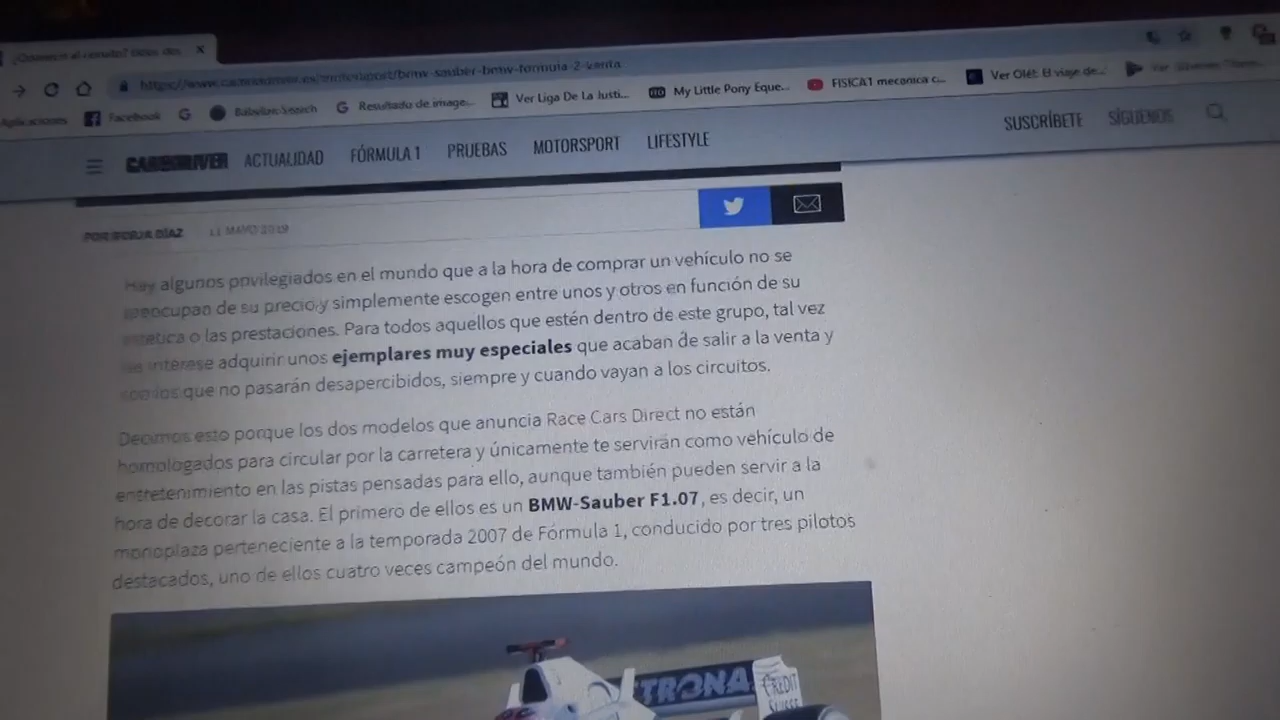 https://www.caranddriver.es/motorsport/bmw-sauber-bmw-formula-2-venta
Aplicaciones Facebook G Babylon Search Resultado de image... Ver Liga De La Justi... My Little Pony Eque... FISICA1 mecanica c... Ver Olét: El viaje de...
CAR AND DRIVER ACTUALIDAD FÓRMULA 1 PRUEBAS MOTORSPORT LIFESTYLE SUSCRÍBETE SÍGUENOS
POR BORJA DÍAZ 11 MAYO 2019
Hay algunos privilegiados en el mundo que a la hora de comprar un vehículo no se
preocupan de su precio y simplemente escogen entre unos y otros en función de su
estética o las prestaciones. Para todos aquellos que estén dentro de este grupo, tal vez
les interese adquirir unos ejemplares muy especiales que acaban de salir a la venta y
con los que no pasarán desapercibidos, siempre y cuando vayan a los circuitos.
Decimos esto porque los dos modelos que anuncia Race Cars Direct no están
homologados para circular por la carretera y únicamente te servirán como vehículo de
entretenimiento en las pistas pensadas para ello, aunque también pueden servir a la
hora de decorar la casa. El primero de ellos es un BMW-Sauber F1.07, es decir, un
monoplaza perteneciente a la temporada 2007 de Fórmula 1, conducido por tres pilotos
destacados, uno de ellos cuatro veces campeón del mundo.
TRONAS CREDIT
SUISSE